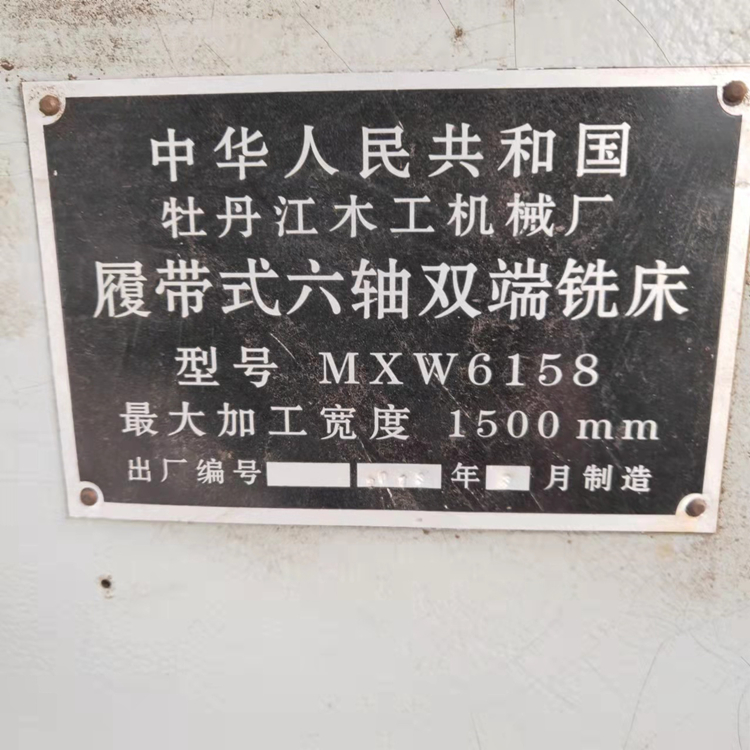 中华人民共和国
牡丹江木工机械厂
履带式六轴双端铣床
型号 MXW6158
最大加工宽度 1500 mm
出厂编号 年 月制造